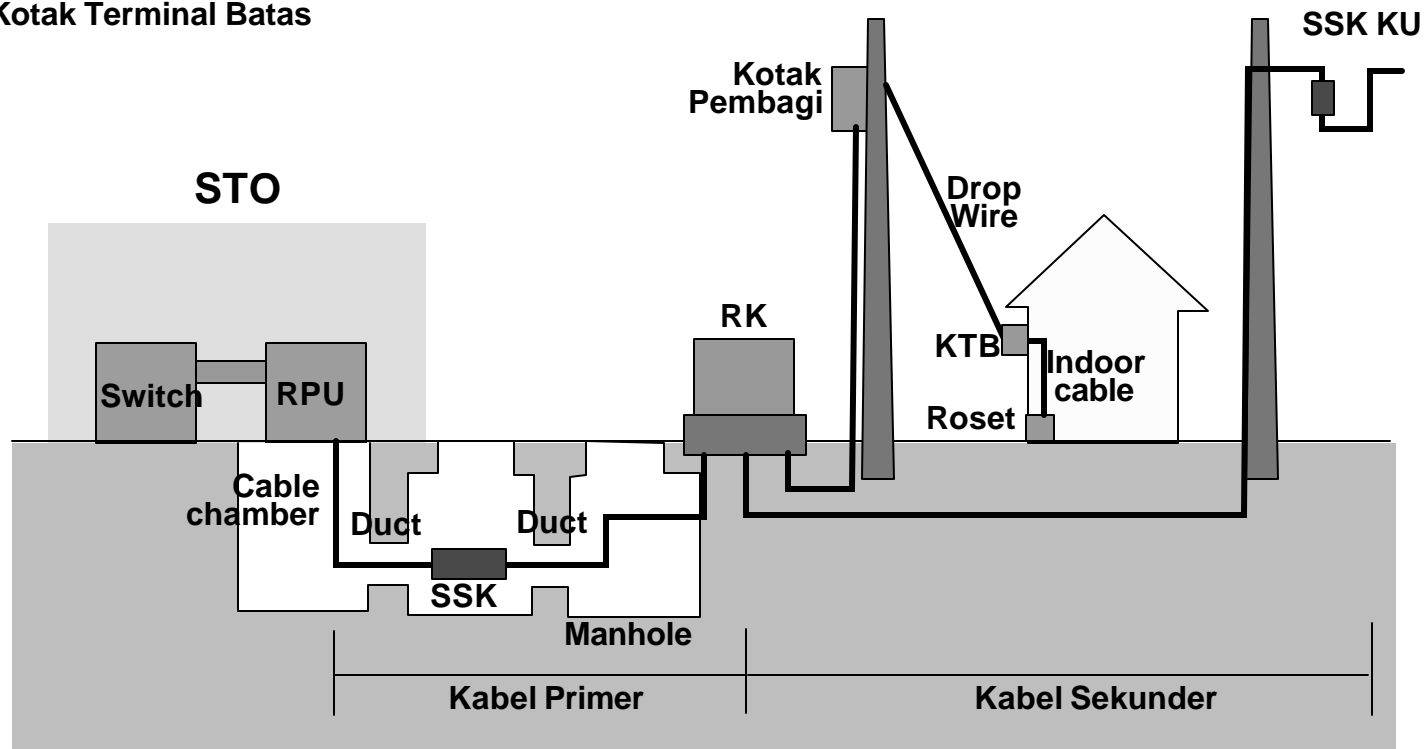 Kotak Terminal Batas
SSK KU
Kotak
Pembagi
STO
Drop
Wire
RK
KTB
Indoor
cable
Switch
RPU
Roset
Cable
chamber
Duct
Duct
SSK
Manhole
Kabel Primer
Kabel Sekunder